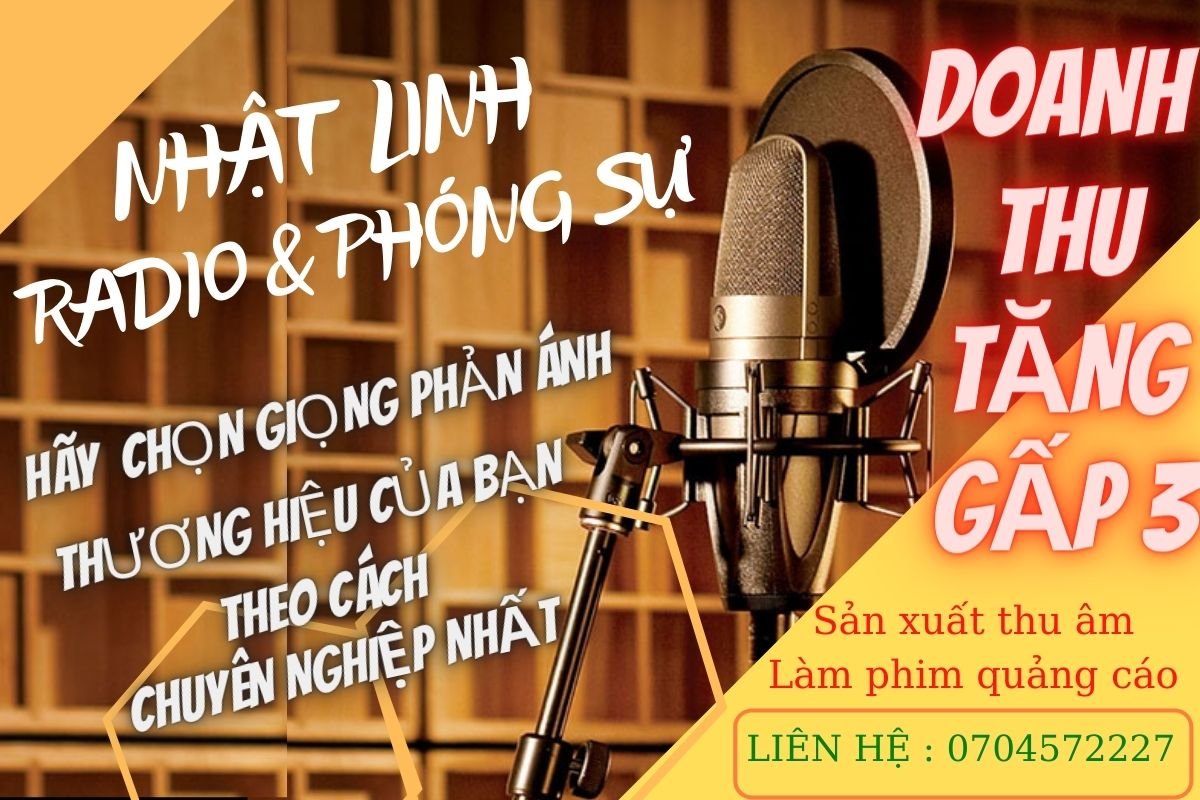 NHẬT LINH
RADIO & PHÓNG SỰ
HÃY CHỌN GIỌNG PHẢN ÁNH
THƯƠNG HIỆU CỦA BẠN
THEO CÁCH
CHUYÊN NGHIỆP NHẤT
DOANH
THU
TĂNG
GẤP 3
Sản xuất thu âm
Làm phim quảng cáo
LIÊN HỆ : 0704572227